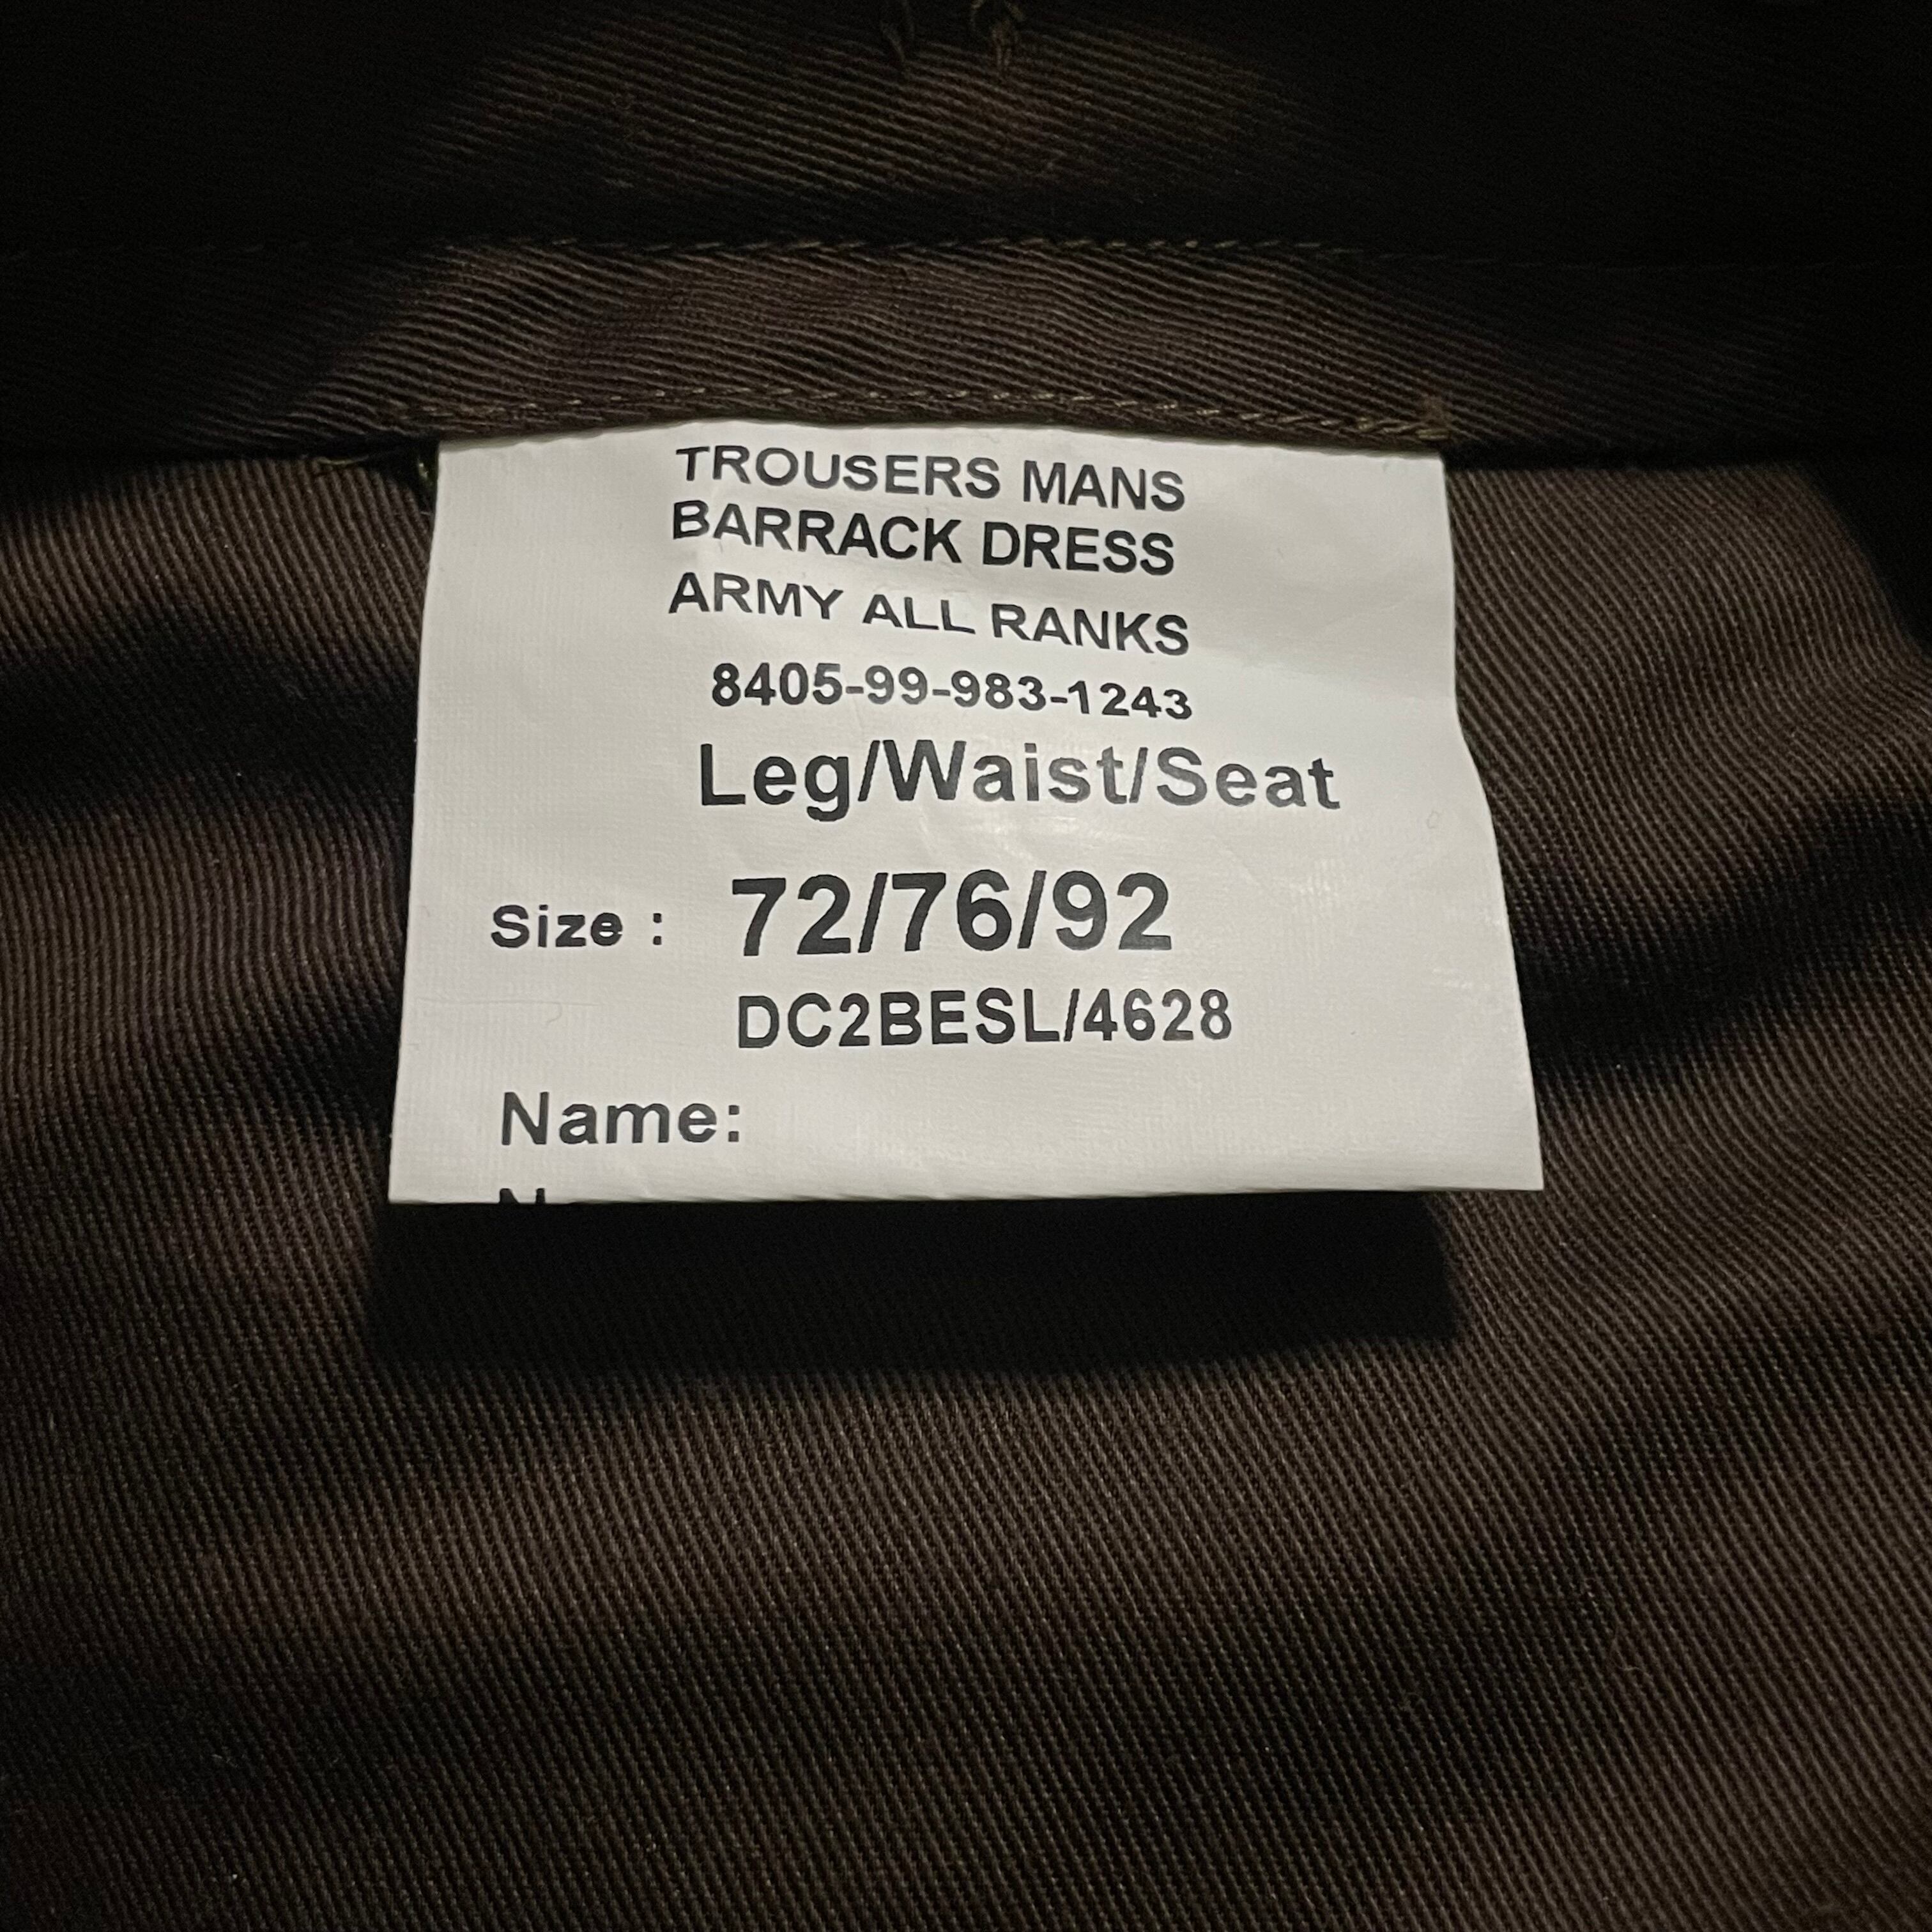 TROUSERS MANS
BARRACK DRESS
ARMY ALL RANKS
8405-99-983-1243
Leg/Waist/Seat
Size : 72/76/92
DC2BESL/4628
Name: